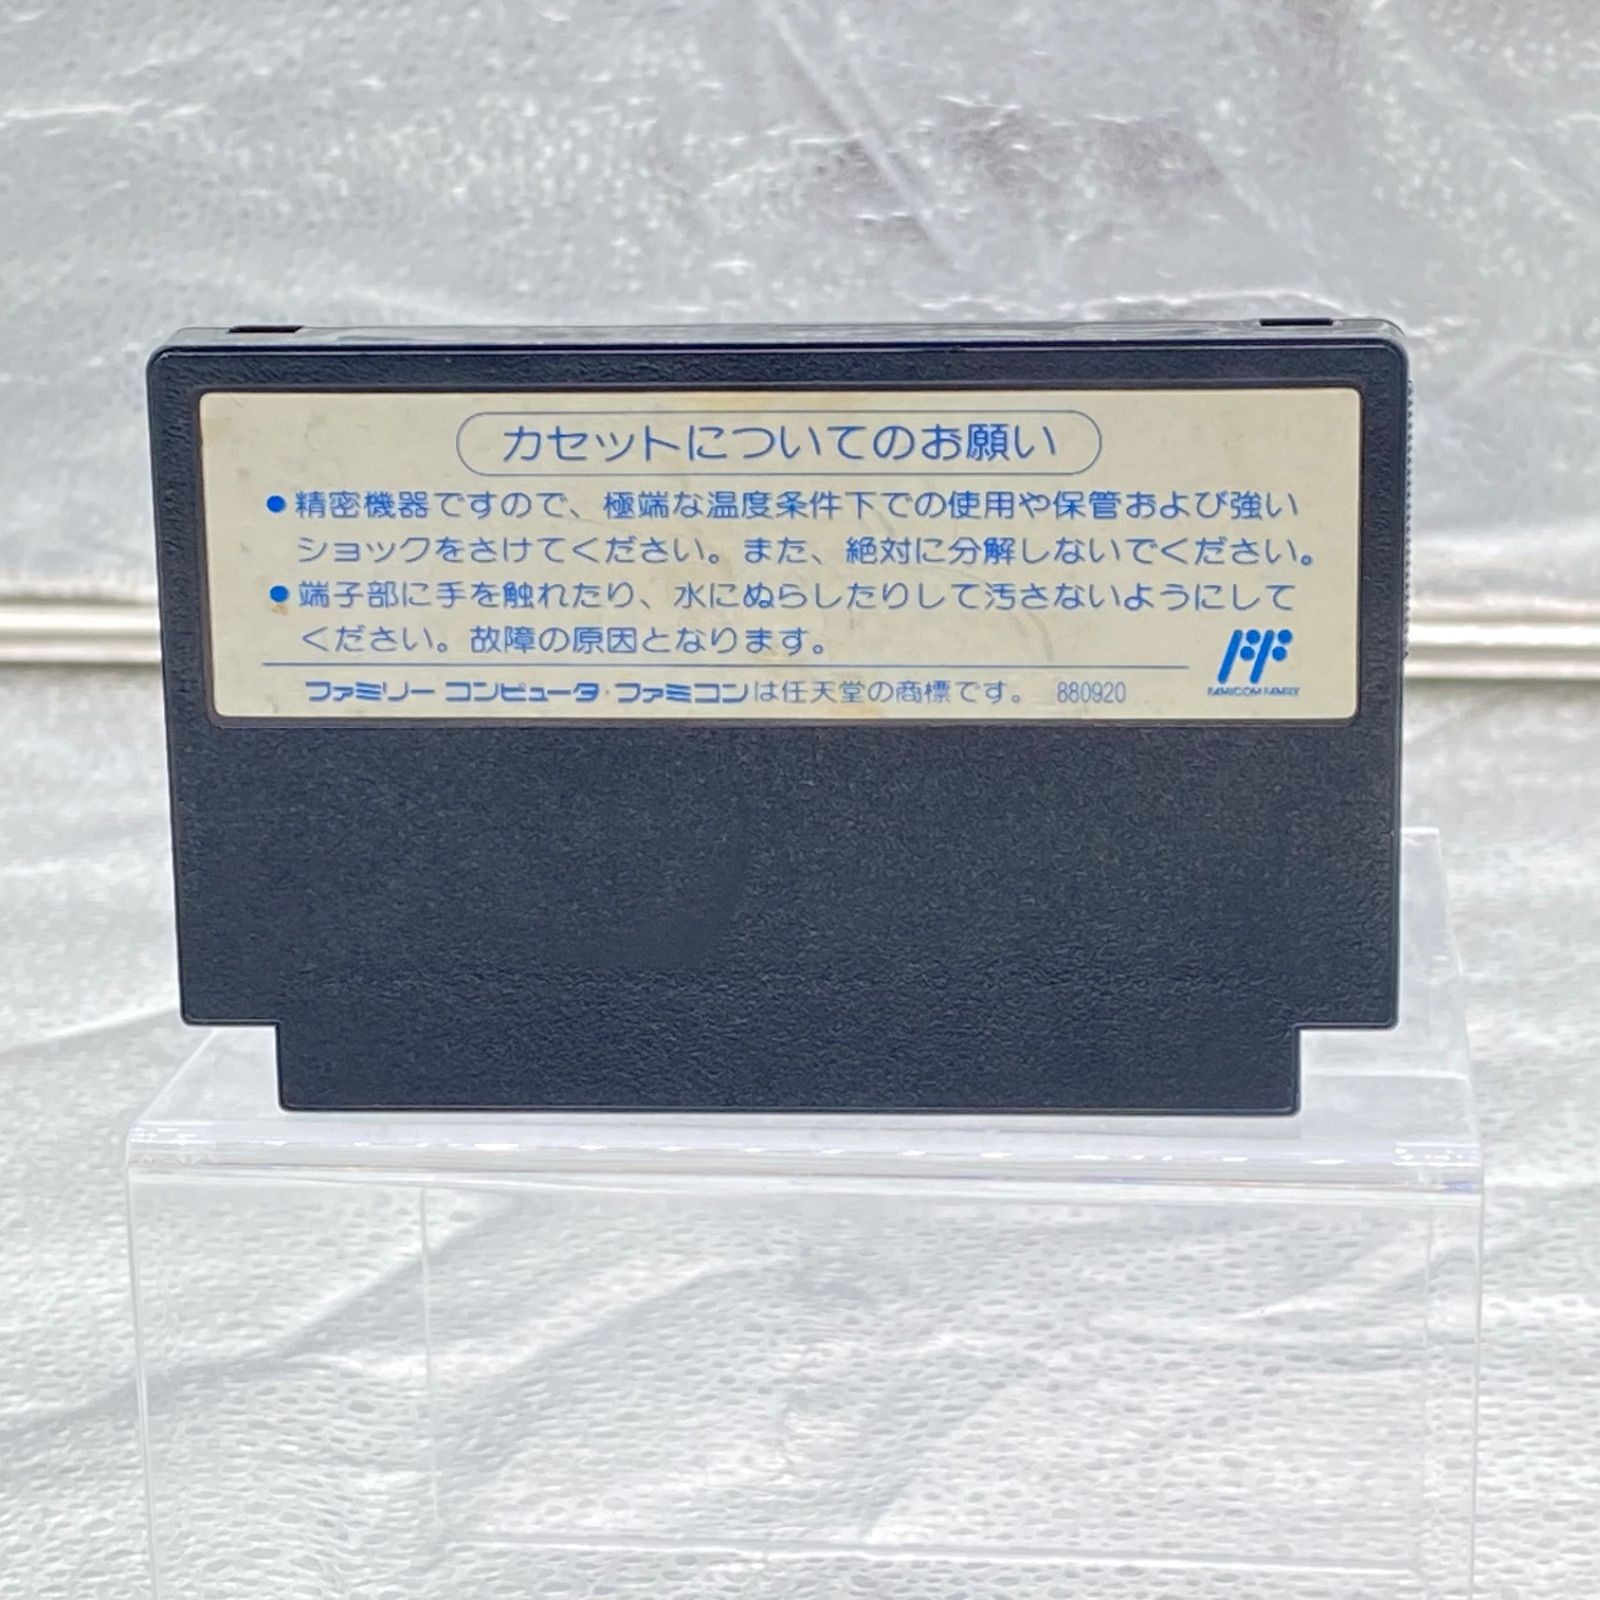 カセットについてのお願い
●精密機器ですので、極端な温度条件下での使用や保管および強い
ショックをさけてください。また、絶対に分解しないでください。
●端子部に手を触れたり、水にぬらしたりして汚さないようにして
ください。故障の原因となります。
ファミリー コンピュータ・ファミコンは任天堂の商標です。 880920
FAMICOM FAMILY